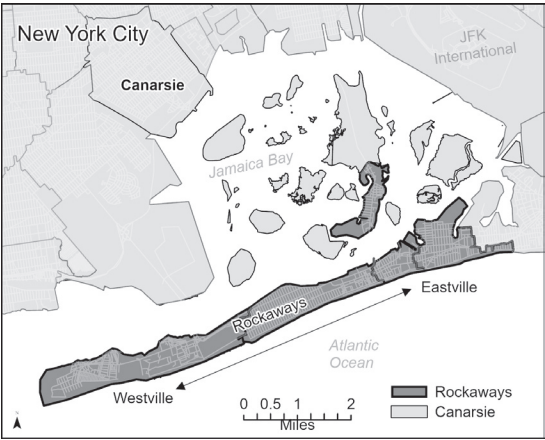 New York City
JFK
International
Canarsie
Jamaica Bay
Eastville
Rockaways
Atlantic
Ocean
Westville
0 0.5 1 2
Miles
Rockaways
Canarsie